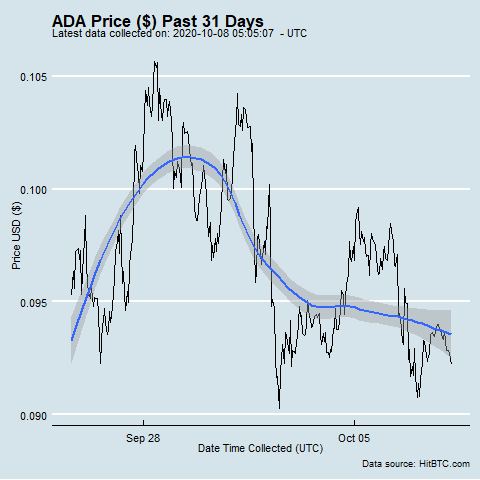 ADA Price ($) Past 31 Days
Latest data collected on: 2020-10-08 05:05:07  - UTC
0.105
0.100
0.095
0.090
Price USD ($)
Sep 28
Oct 05
Date Time Collected (UTC)
Data source: HitBTC.com